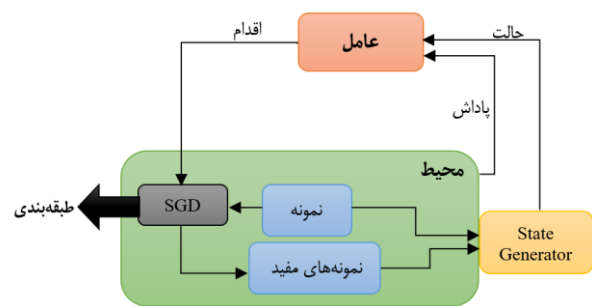 عامل
اقدام
حالت
پاداش
محیط
SGD
نمونه
طبقه‌بندی
نمونه‌های مفید
State
Generator